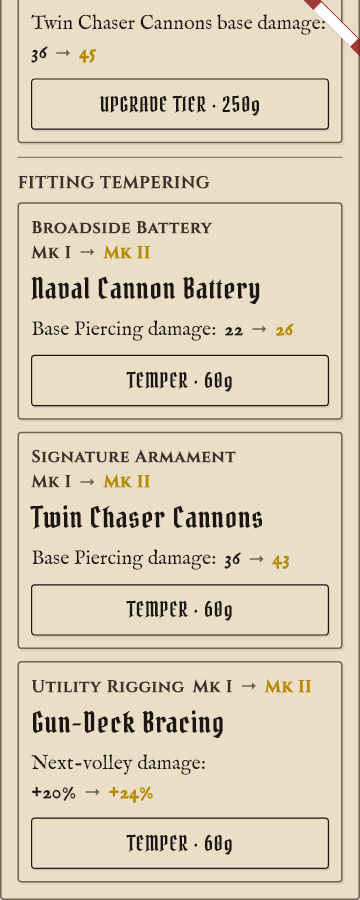 Twin Chaser Cannons base damage:
36 → 45
UPGRADE TIER · 250g
FITTING TEMPERING
BROADSIDE BATTERY
MK I → MK II
Naval Cannon Battery
Base Piercing damage: 22 → 26
TEMPER · 60g
SIGNATURE ARMAMENT
MK I → MK II
Twin Chaser Cannons
Base Piercing damage: 36 → 43
TEMPER · 60g
UTILITY RIGGING MK I → MK II
Gun-Deck Bracing
Next-volley damage:
+20% → +24%
TEMPER · 60g